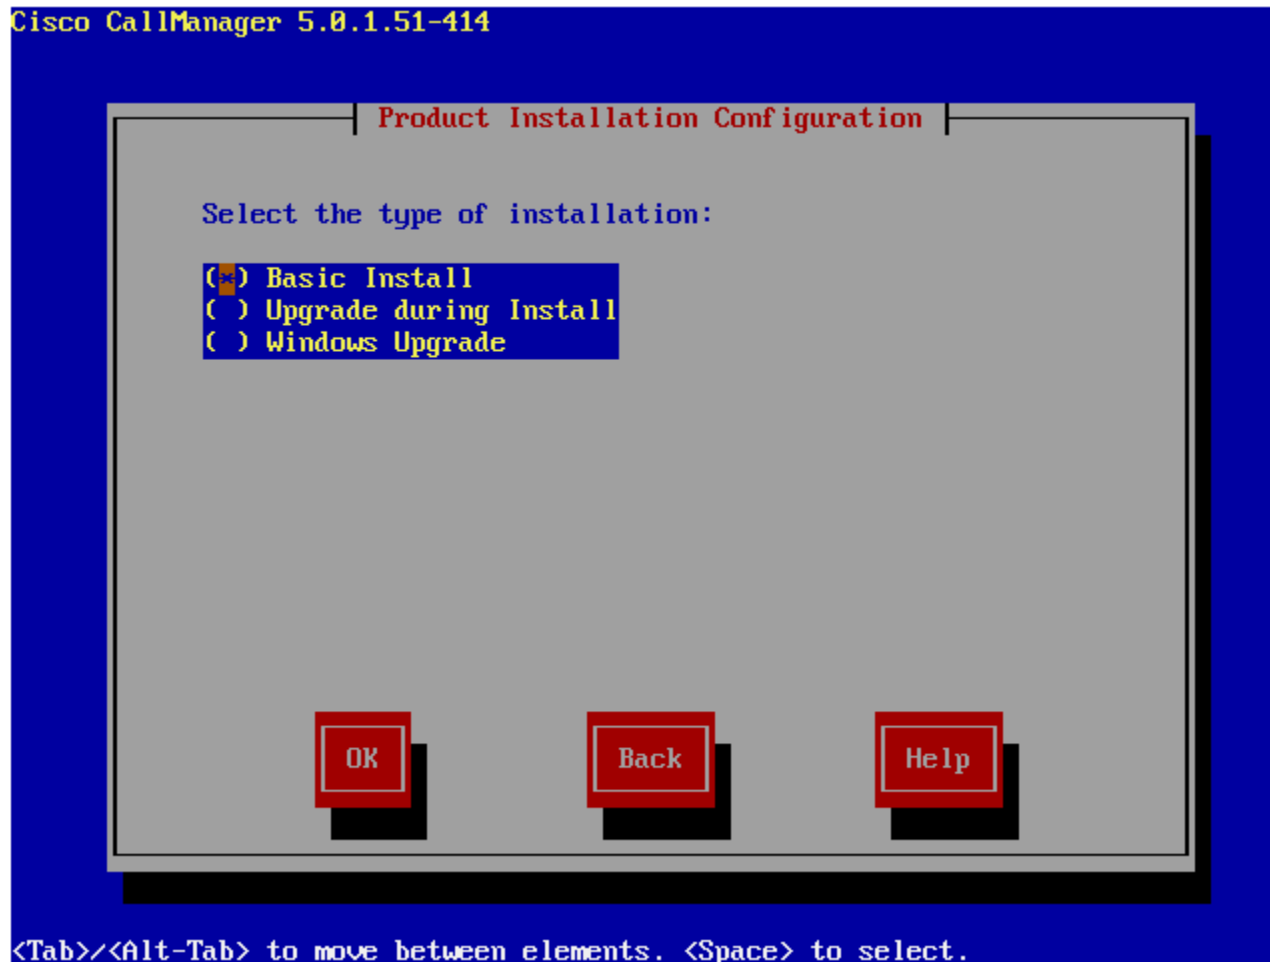 Cisco CallManager 5.0.1.51-414
Product Installation Configuration
Select the type of installation:
(*) Basic Install
( ) Upgrade during Install
( ) Windows Upgrade
OK Back Help
<Tab>/<Alt-Tab> to move between elements. <Space> to select.